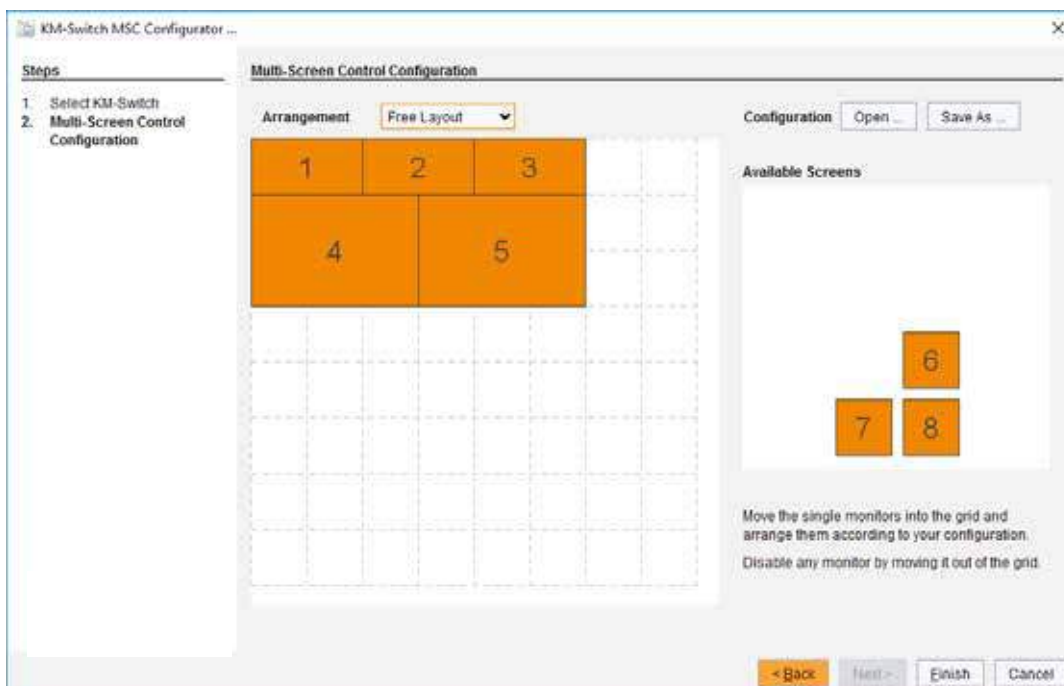 KM-Switch MSC Configurator ...
Steps
1. Select KM-Switch
2. Multi-Screen Control
Configuration
Multi-Screen Control Configuration
Arrangement Free Layout
Configuration Open ... Save As ...
1 2 3
4 5
Available Screens
6
7 8
Move the single monitors into the grid and
arrange them according to your configuration.
Disable any monitor by moving it out of the grid.
< Back Next > Finish Cancel